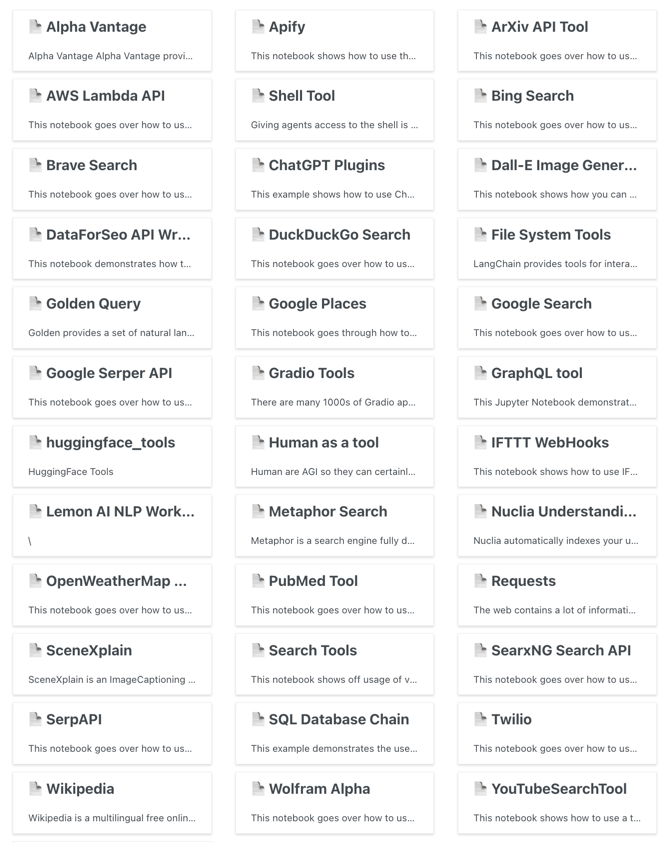 Alpha Vantage
Alpha Vantage Alpha Vantage provi...
Apify
This notebook shows how to use th...
ArXiv API Tool
This notebook goes over how to us...
AWS Lambda API
This notebook goes over how to us...
Shell Tool
Giving agents access to the shell is ...
Bing Search
This notebook goes over how to us...
Brave Search
This notebook goes over how to us...
ChatGPT Plugins
This example shows how to use Ch...
Dall-E Image Gener...
This notebook shows how you can ...
DataForSeo API Wr...
This notebook demonstrates how t...
DuckDuckGo Search
This notebook goes over how to us...
File System Tools
LangChain provides tools for intera...
Golden Query
Golden provides a set of natural lan...
Google Places
This notebook goes through how to...
Google Search
This notebook goes over how to us...
Google Serper API
This notebook goes over how to us...
Gradio Tools
There are many 1000s of Gradio ap...
GraphQL tool
This Jupyter Notebook demonstrat...
huggingface_tools
HuggingFace Tools
Human as a tool
Human are AGI so they can certainl...
IFTTT WebHooks
This notebook shows how to use IF...
Lemon AI NLP Work...
\
Metaphor Search
Metaphor is a search engine fully d...
Nuclia Understandi...
Nuclia automatically indexes your u...
OpenWeatherMap ...
This notebook goes over how to us...
PubMed Tool
This notebook goes over how to us...
Requests
The web contains a lot of informati...
SceneXplain
SceneXplain is an ImageCaptioning ...
Search Tools
This notebook shows off usage of v...
SearxNG Search API
This notebook goes over how to us...
SerpAPI
This notebook goes over how to us...
SQL Database Chain
This example demonstrates the use...
Twilio
This notebook goes over how to us...
Wikipedia
Wikipedia is a multilingual free onlin...
Wolfram Alpha
This notebook goes over how to us...
YouTubeSearchTool
This notebook shows how to use a t...